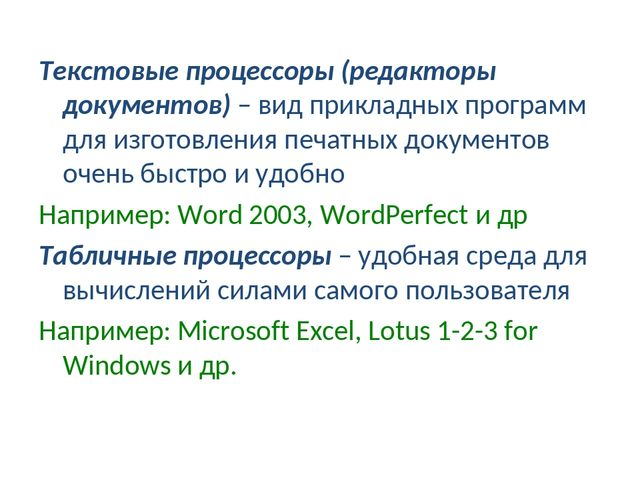 Текстовые процессоры (редакторы
документов) – вид прикладных программ
для изготовления печатных документов
очень быстро и удобно
Например: Word 2003, WordPerfect и др
Табличные процессоры – удобная среда для
вычислений силами самого пользователя
Например: Microsoft Excel, Lotus 1-2-3 for
Windows и др.